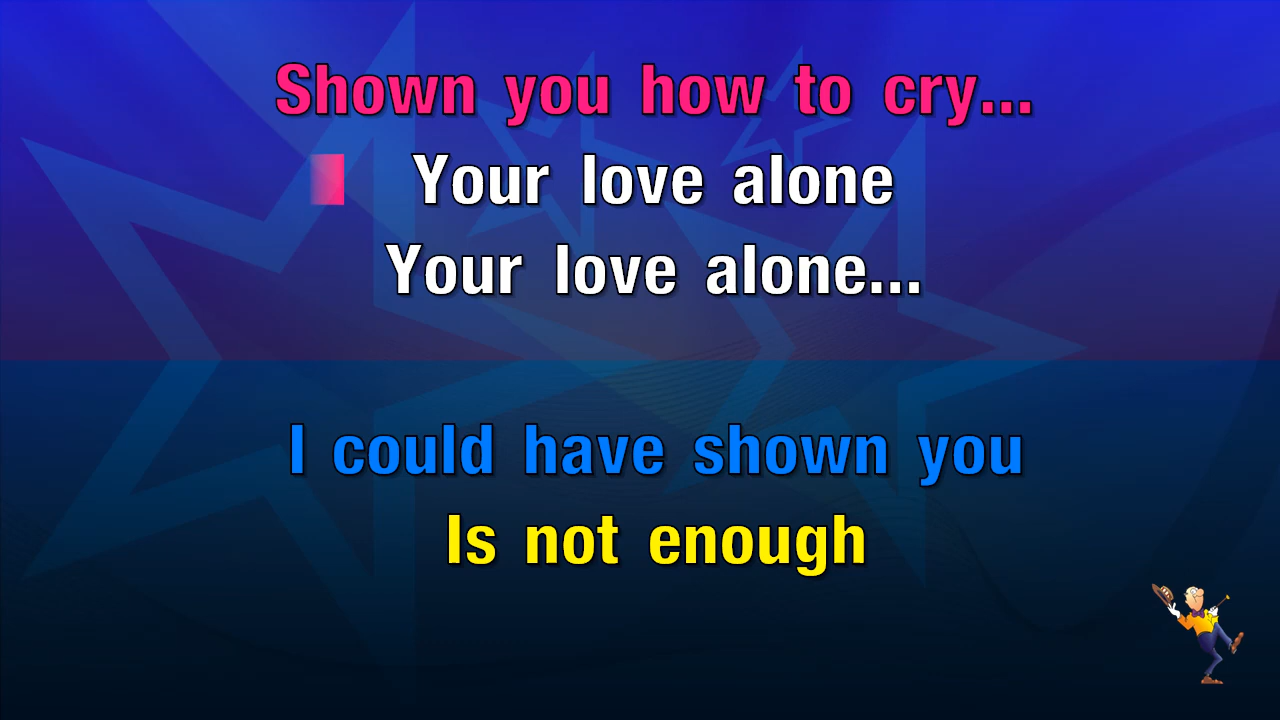 Shown you how to cry...
Your love alone
Your love alone...
I could have shown you
Is not enough